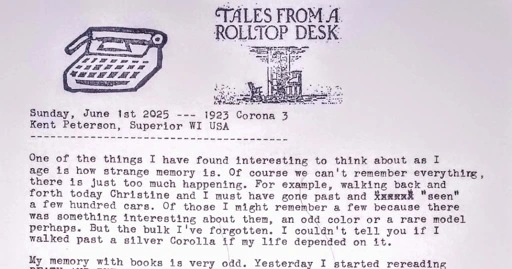 TALES FROM A
ROLLTOP DESK
Sunday, June 1st 2025 --- 1923 Corona 3
Kent Peterson, Superior WI USA
----------------------------------------
One of the things I have found interesting to think about as I
age is how strange memory is. Of course we can't remember everything,
there is just too much happening. For example, walking back and
forth today Christine and I must have gone past and "seen"
a few hundred cars. Of those I might remember a few because there
was something interesting about them, an odd color or a rare model
perhaps. But the bulk I've forgotten. I couldn't tell you if I
walked past a silver Corolla if my life depended on it.
My memory with books is very odd. Yesterday I started rereading